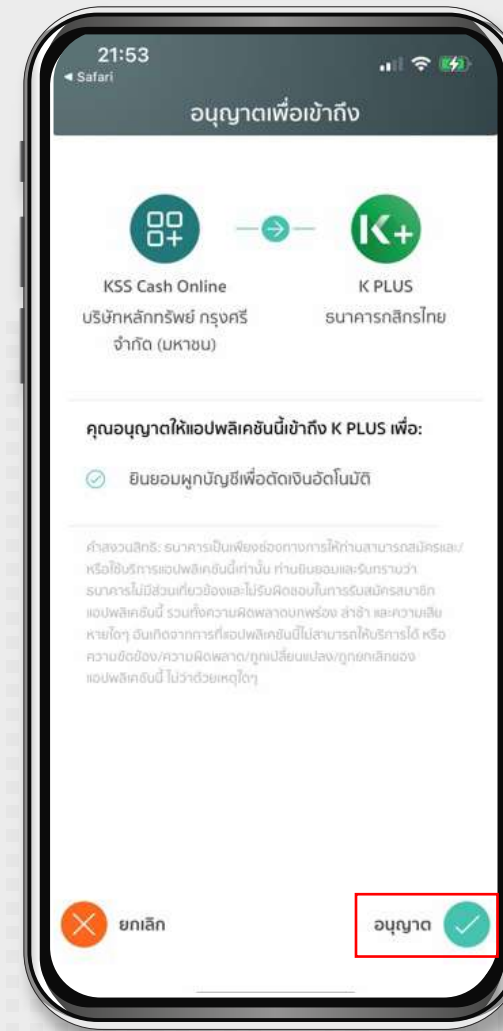 21:53
◀ Safari
อนุญาตเพื่อเข้าถึง
K+
KSS Cash Online
บริษัทหลักทรัพย์ กรุงศรี
จำกัด (มหาชน)
K PLUS
ธนาคารกสิกรไทย
คุณอนุญาตให้แอปพลิเคชันนี้เข้าถึง K PLUS เพื่อ:
ยินยอมผูกบัญชีเพื่อตัดเงินอัตโนมัติ
คำสงวนสิทธิ: ธนาคารเป็นเพียงช่องทางการให้ท่านสามารถสมัครและ/
หรือใช้บริการแอปพลิเคชันนี้เท่านั้น ท่านยินยอมและรับทราบว่า
ธนาคารไม่มีส่วนเกี่ยวข้องและไม่รับผิดชอบในการรับสมัครสมาชิก
แอปพลิเคชันนี้ รวมทั้งความผิดพลาดบกพร่อง ล่าช้า และความเสีย
หายใดๆ อันเกิดจากการที่แอปพลิเคชันนี้ไม่สามารถให้บริการได้ หรือ
ความขัดข้อง/ความผิดพลาด/ถูกเปลี่ยนแปลง/ถูกยกเลิกของ
แอปพลิเคชันนี้ ไม่ว่าด้วยเหตุใดๆ
ยกเลิก
อนุญาต